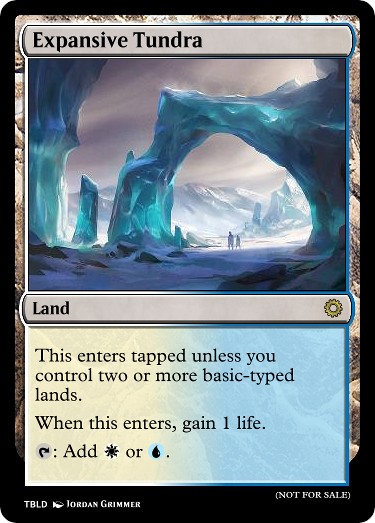 Expansive Tundra
Land
This enters tapped unless you
control two or more basic-typed
lands.
When this enters, gain 1 life.
: Add or .
TBLD Jordan Grimmer
(NOT FOR SALE)